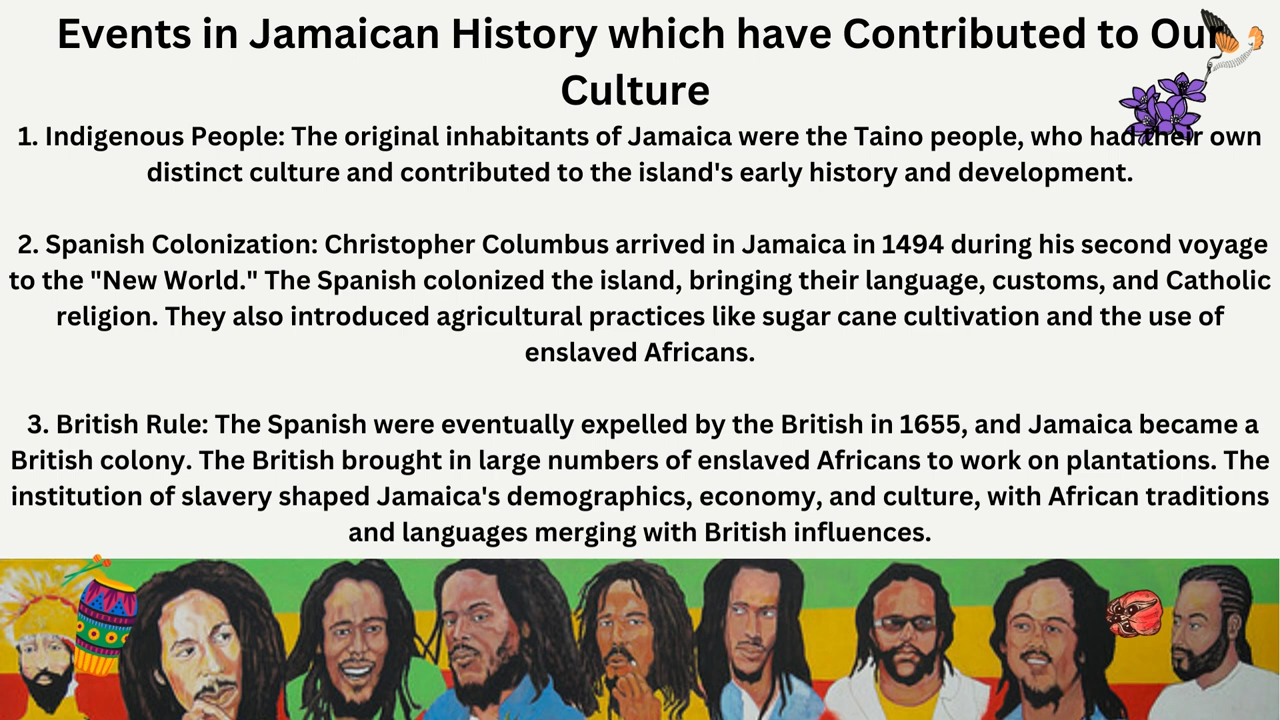 Events in Jamaican History which have Contributed to Our
Culture
1. Indigenous People: The original inhabitants of Jamaica were the Taino people, who had their own
distinct culture and contributed to the island's early history and development.
2. Spanish Colonization: Christopher Columbus arrived in Jamaica in 1494 during his second voyage
to the "New World." The Spanish colonized the island, bringing their language, customs, and Catholic
religion. They also introduced agricultural practices like sugar cane cultivation and the use of
enslaved Africans.
3. British Rule: The Spanish were eventually expelled by the British in 1655, and Jamaica became a
British colony. The British brought in large numbers of enslaved Africans to work on plantations. The
institution of slavery shaped Jamaica's demographics, economy, and culture, with African traditions
and languages merging with British influences.